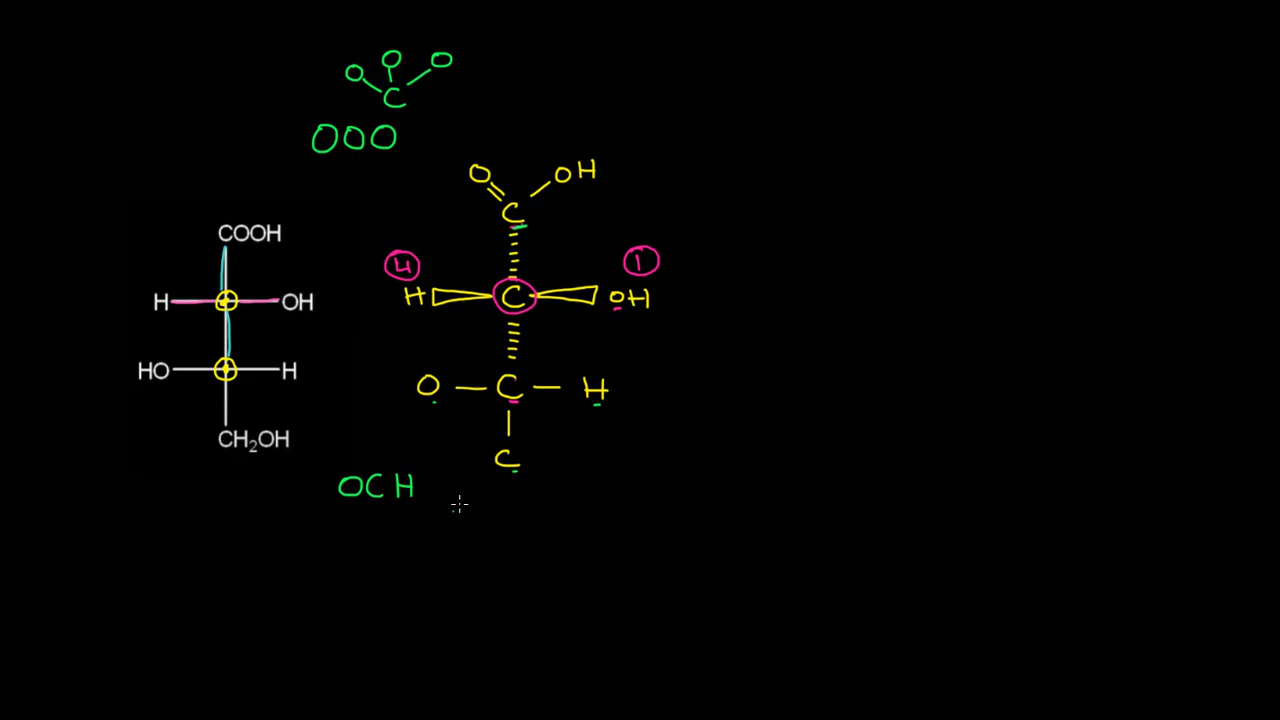 O O O
C
OOO
O OH
C
COOH
4 1
H C OH
H OH
O C H
HO H
C
CH₂OH
OCH